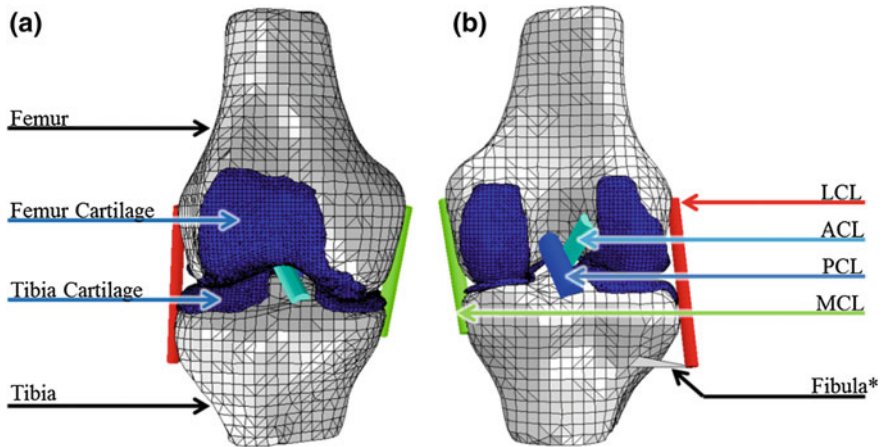 (a)
(b)
Femur
Femur Cartilage
Tibia Cartilage
Tibia
LCL
ACL
PCL
MCL
Fibula*